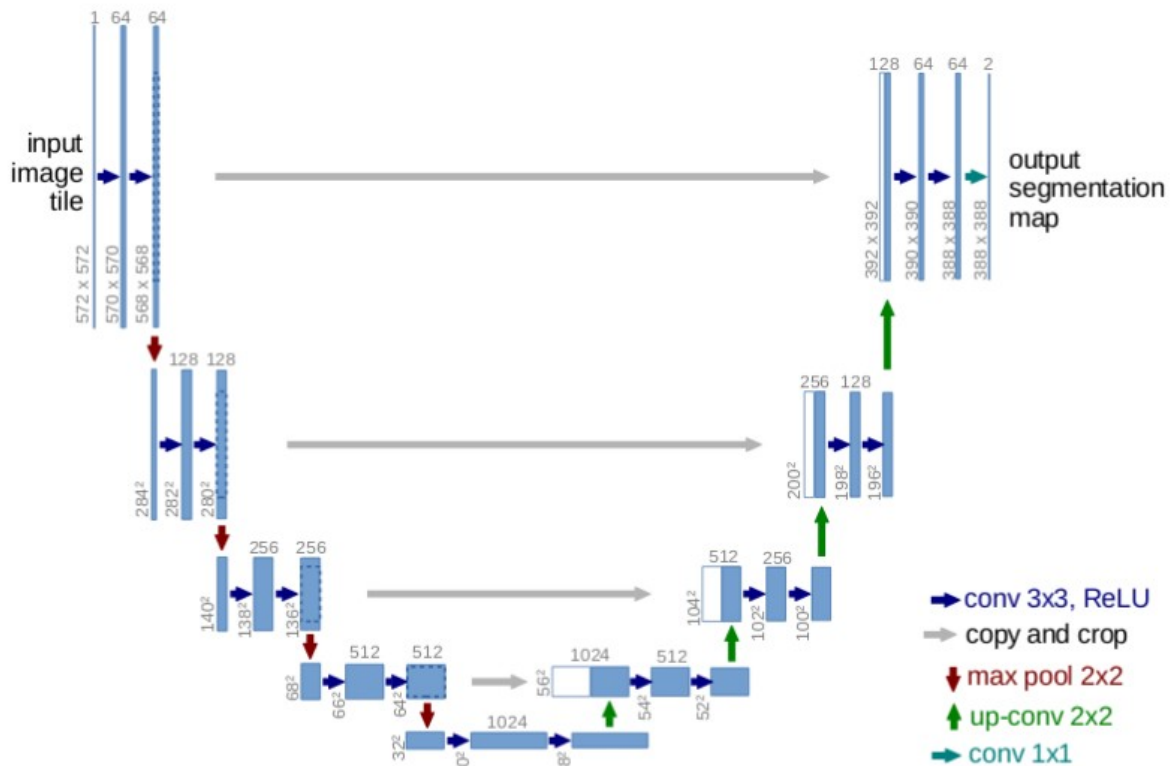 1 64 64
input
image
tile
572 x 572
570 x 570
568 x 568
128 64 64 2
output
segmentation
map
392 x 392
390 x 390
388 x 388
388 x 388
128 128
284²
282²
280²
256 128
200²
198²
196²
256 256
140²
138²
136²
512 256
104²
102²
100²
512 512
68²
66²
64²
1024 512
56²
54²
52²
1024
32²
conv 3x3, ReLU
copy and crop
max pool 2x2
up-conv 2x2
conv 1x1